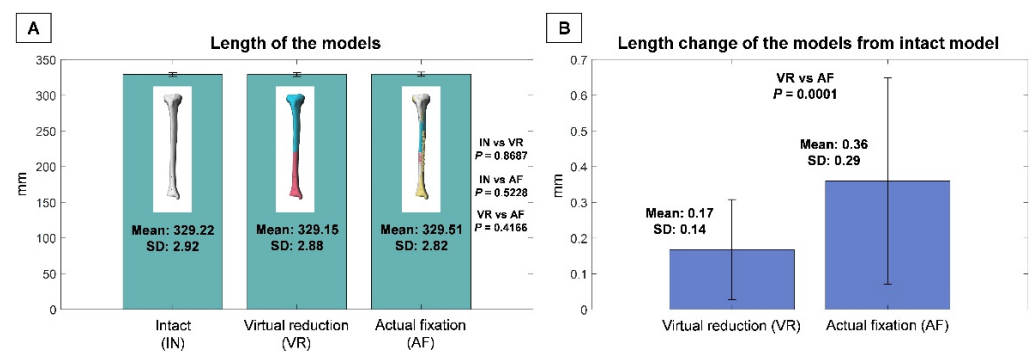 A
Length of the models
350
300
250
200
150
100
50
0
mm
IN vs VR
P = 0.8687
IN vs AF
P = 0.5228
VR vs AF
P = 0.4166
Mean: 329.22
SD: 2.92
Mean: 329.15
SD: 2.88
Mean: 329.51
SD: 2.82
Intact
(IN)
Virtual reduction
(VR)
Actual fixation
(AF)
B
Length change of the models from intact model
0.7
0.6
0.5
0.4
0.3
0.2
0.1
0
mm
VR vs AF
P = 0.0001
Mean: 0.36
SD: 0.29
Mean: 0.17
SD: 0.14
Virtual reduction (VR)
Actual fixation (AF)